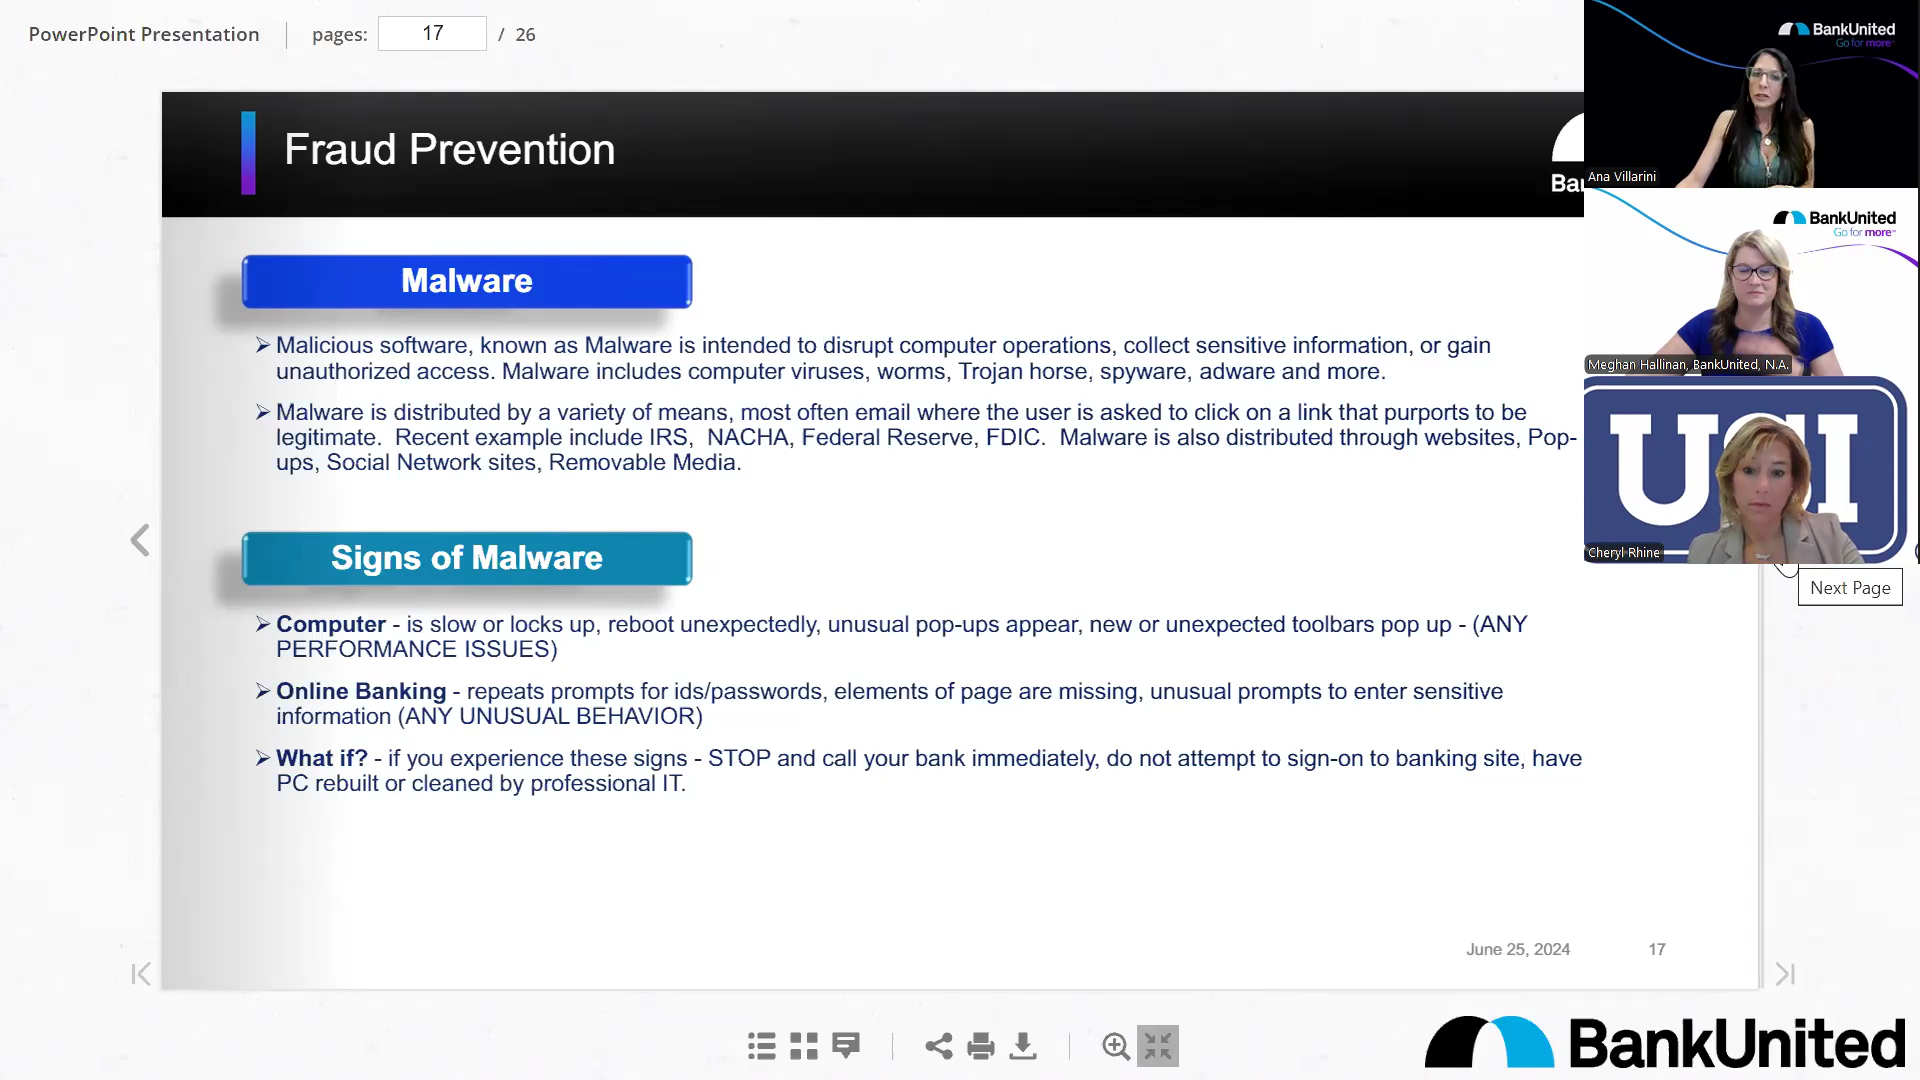 PowerPoint Presentation
pages: 17 / 26
Fraud Prevention
Ba
Malware
Malicious software, known as Malware is intended to disrupt computer operations, collect sensitive information, or gain
unauthorized access. Malware includes computer viruses, worms, Trojan horse, spyware, adware and more.
Malware is distributed by a variety of means, most often email where the user is asked to click on a link that purports to be
legitimate. Recent example include IRS, NACHA, Federal Reserve, FDIC. Malware is also distributed through websites, Pop-
ups, Social Network sites, Removable Media.
Signs of Malware
Computer - is slow or locks up, reboot unexpectedly, unusual pop-ups appear, new or unexpected toolbars pop up - (ANY
PERFORMANCE ISSUES)
Online Banking - repeats prompts for ids/passwords, elements of page are missing, unusual prompts to enter sensitive
information (ANY UNUSUAL BEHAVIOR)
What if? - if you experience these signs - STOP and call your bank immediately, do not attempt to sign-on to banking site, have
PC rebuilt or cleaned by professional IT.
June 25, 2024 17
BankUnited
Go for more
Ana Villarini
BankUnited
Go for more
Meghan Hallinan, BankUnited, N.A.
USI
Cheryl Rhine
Next Page
BankUnited